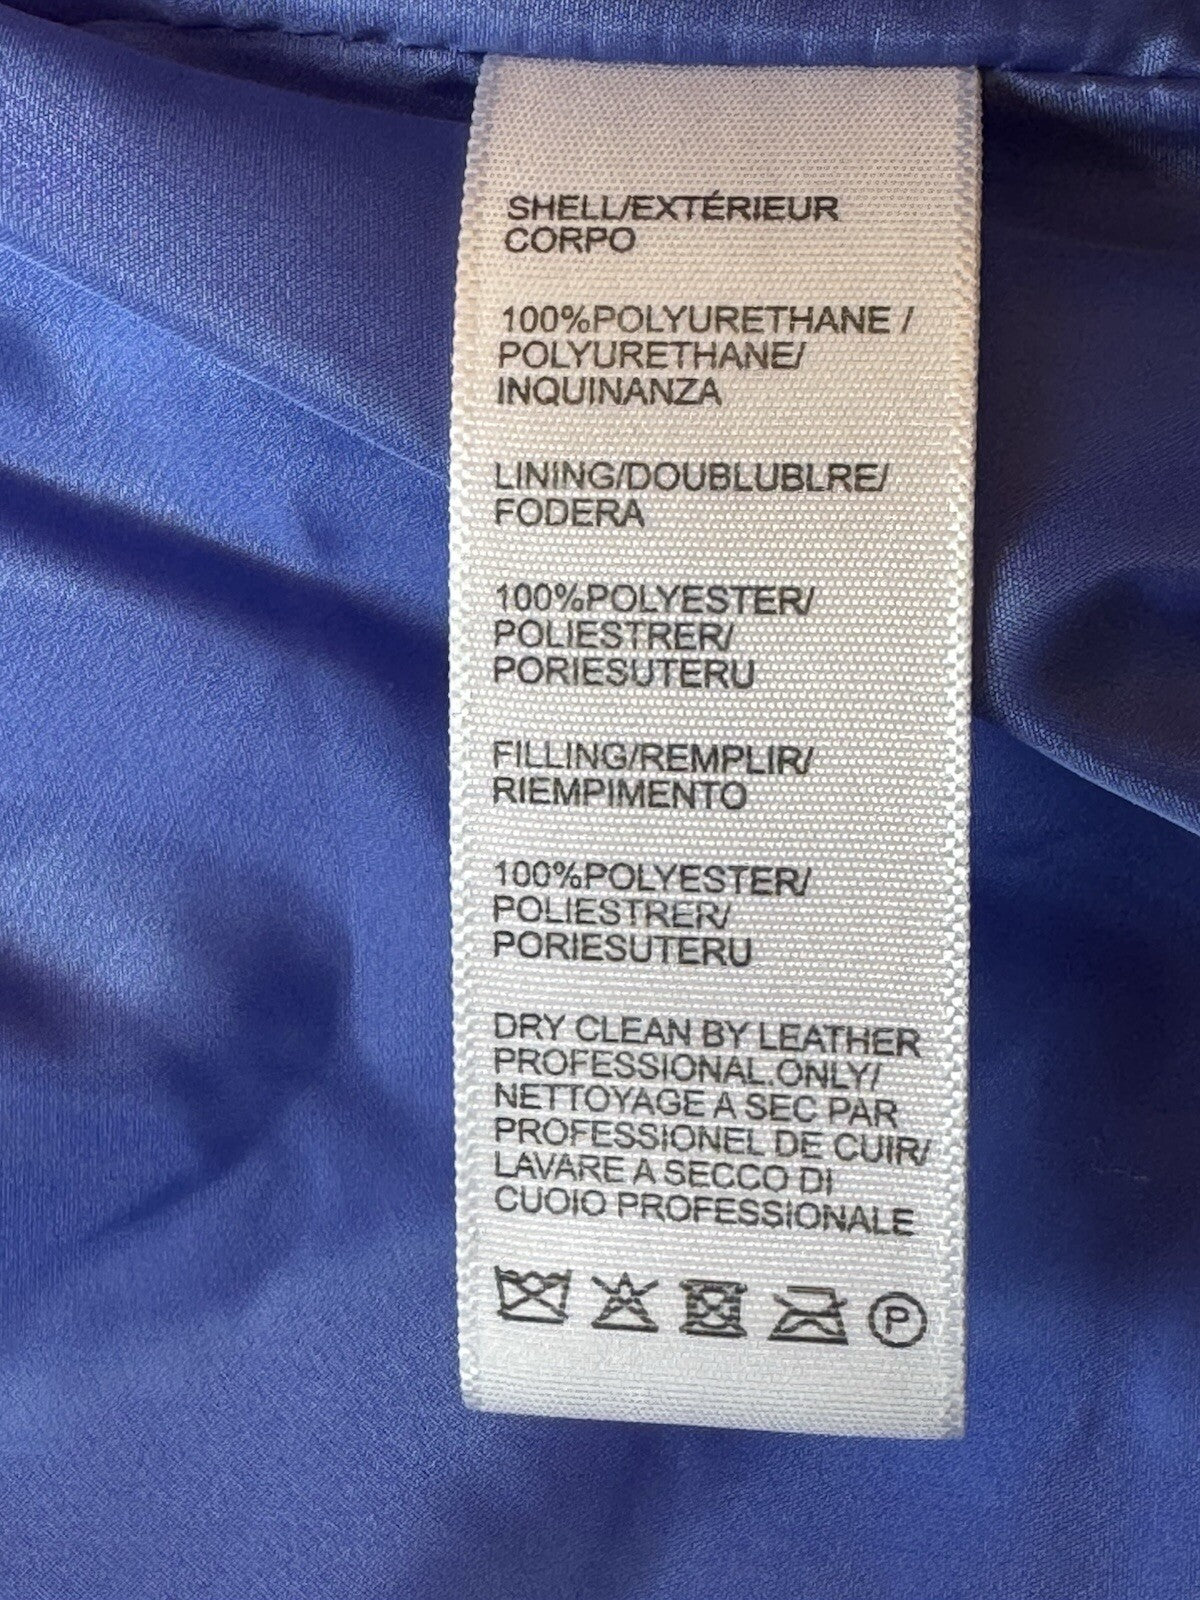 SHELL/EXTÉRIEUR
CORPO
100%POLYURETHANE /
POLYURETHANE/
INQUINANZA
LINING/DOUBLUBLRE/
FODERA
100%POLYESTER/
POLIESTRER/
PORIESUTERU
FILLING/REMPLIR/
RIEMPIMENTO
100%POLYESTER/
POLIESTRER/
PORIESUTERU
DRY CLEAN BY LEATHER
PROFESSIONAL.ONLY/
NETTOYAGE A SEC PAR
PROFESSIONEL DE CUIR/
LAVARE A SECCO DI
CUOIO PROFESSIONALE
P